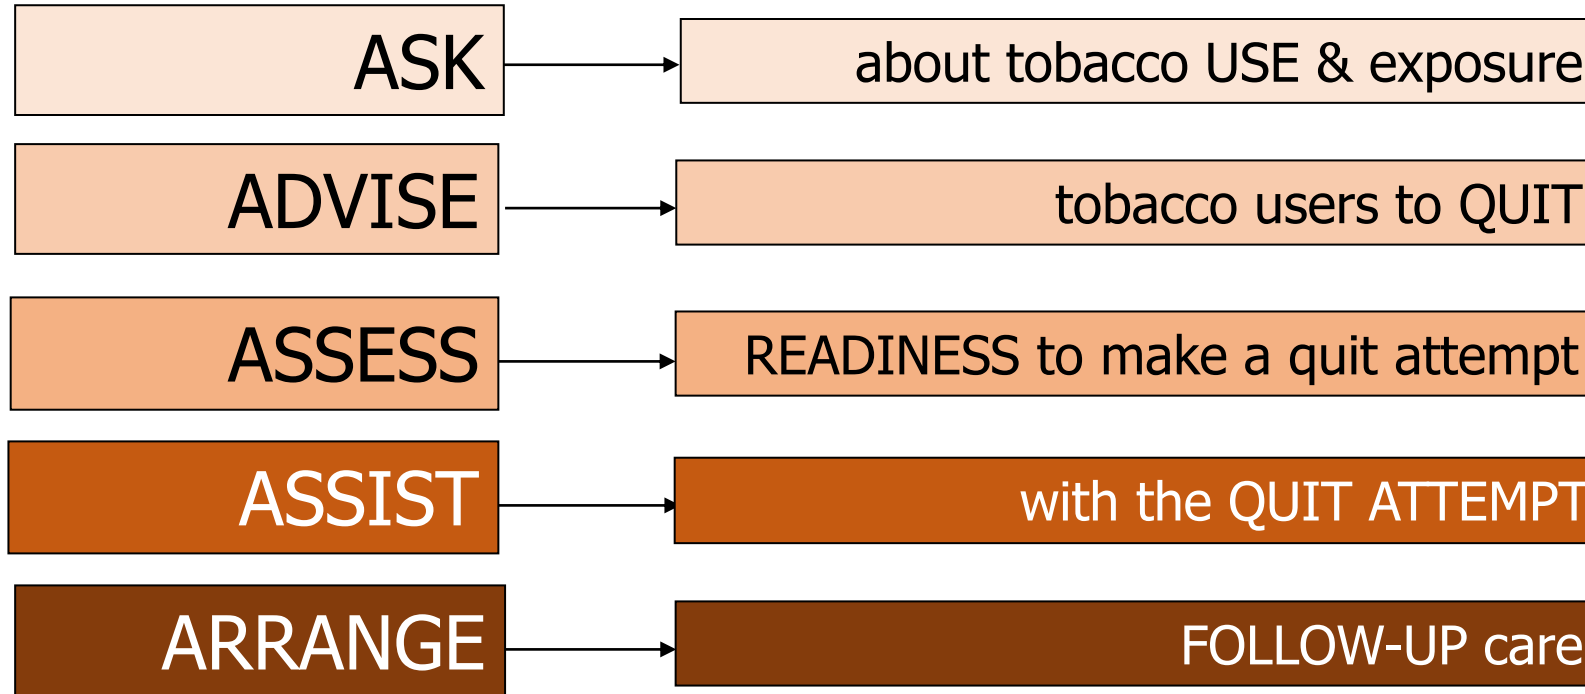 ASK
about tobacco USE & exposure
ADVISE
tobacco users to QUIT
ASSESS
READINESS to make a quit attempt
ASSIST
with the QUIT ATTEMPT
ARRANGE
FOLLOW-UP care